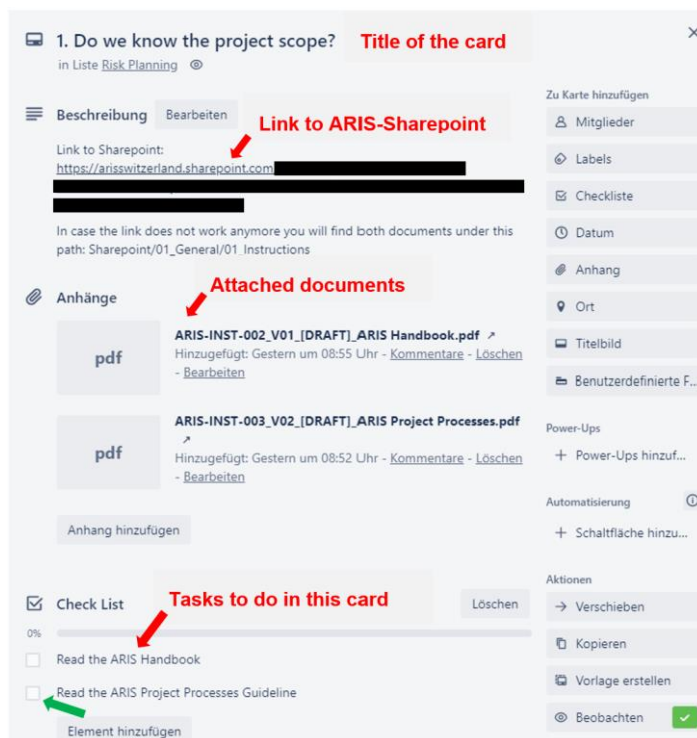 1. Do we know the project scope?
Title of the card
in Liste Risk Planning
Beschreibung
Bearbeiten
Link to ARIS-Sharepoint
Link to Sharepoint:
https://arisswitzerland.sharepoint.com
In case the link does not work anymore you will find both documents under this
path: Sharepoint/01_General/01_Instructions
Anhänge
Attached documents
pdf
ARIS-INST-002_V01_[DRAFT]_ARIS Handbook.pdf ↗
Hinzugefügt: Gestern um 08:55 Uhr - Kommentare - Löschen
- Bearbeiten
pdf
ARIS-INST-003_V02_[DRAFT]_ARIS Project Processes.pdf
↗
Hinzugefügt: Gestern um 08:52 Uhr - Kommentare - Löschen
- Bearbeiten
Anhang hinzufügen
Check List
Tasks to do in this card
Löschen
0%
Read the ARIS Handbook
Read the ARIS Project Processes Guideline
Element hinzufügen
Zu Karte hinzufügen
Mitglieder
Labels
Checkliste
Datum
Anhang
Ort
Titelbild
Benutzerdefinierte F...
Power-Ups
+ Power-Ups hinzuf...
Automatisierung
+ Schaltfläche hinzu...
Aktionen
→ Verschieben
Kopieren
Vorlage erstellen
Beobachten